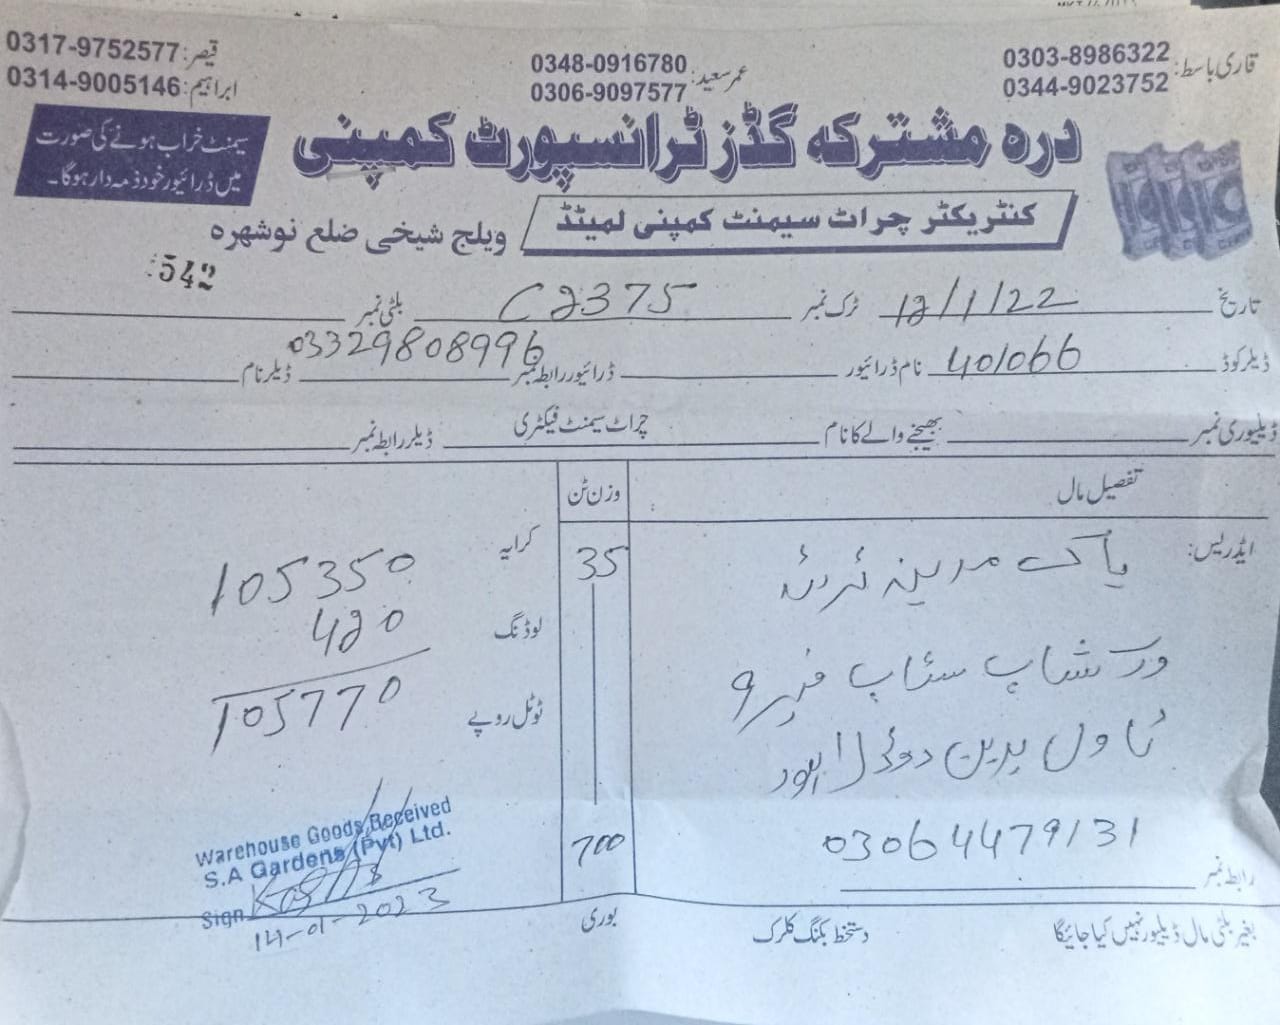 قاری باسط: 0303-8986322
0344-9023752
عمر سعید: 0348-0916780
0306-9097577
قیصر: 0317-9752577
ابراہیم: 0314-9005146
درہ مشترکہ گڈز ٹرانسپورٹ کمپنی
سیمنٹ خراب ہونے کی صورت
میں ڈرائیور خود ذمہ دار ہوگا۔
کنٹریکٹر چراٹ سیمنٹ کمپنی لمیٹڈ
ویلج شیخی ضلع نوشہرہ
542
تاریخ 12/1/22 ٹرک نمبر C2375 بلٹی نمبر
ڈیلر کوڈ 401066 نام ڈرائیور ڈرائیور رابطہ نمبر 03329808996 ڈیلر نام
ڈیلیوری نمبر بھیجنے والے کا نام چراٹ سیمنٹ فیکٹری ڈیلر رابطہ نمبر
تفصیل مال وزن ٹن
ایڈریس: پاک مدینہ 35 کرایہ 105350
ورکشاپ سٹاپ 9 لوڈنگ 420
ٹوٹل روپے 105770
03064479131
رابطہ نمبر
700
Warehouse Goods Received
S.A Gardens (Pvt) Ltd.
Sign
14-01-2023
بغیر بلٹی مال ڈیلیور نہیں کیا جائیگا دستخط بکنگ کلرک بوری